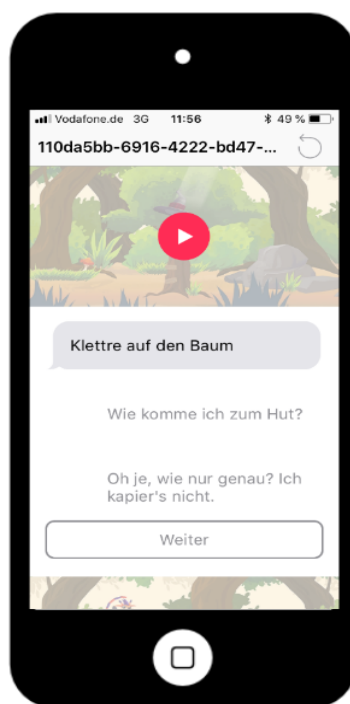 Vodafone.de 3G 11:56 49 %
110da5bb-6916-4222-bd47-...
Klettre auf den Baum
Wie komme ich zum Hut?
Oh je, wie nur genau? Ich
kapier's nicht.
Weiter